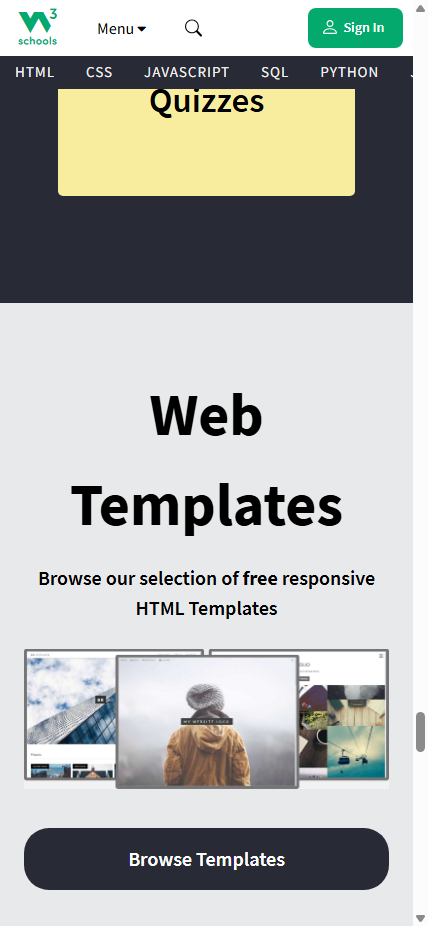 3
schools
Menu
Sign In
HTML CSS JAVASCRIPT SQL PYTHON
Quizzes
Web
Templates
Browse our selection of free responsive
HTML Templates
MY WEBSITE LOGO
Browse Templates